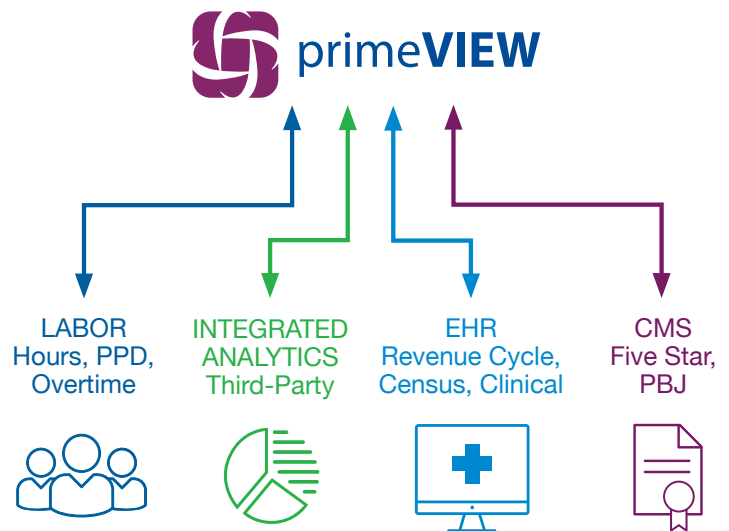 primeVIEW
LABOR
Hours, PPD,
Overtime
INTEGRATED
ANALYTICS
Third-Party
EHR
Revenue Cycle,
Census, Clinical
CMS
Five Star,
PBJ